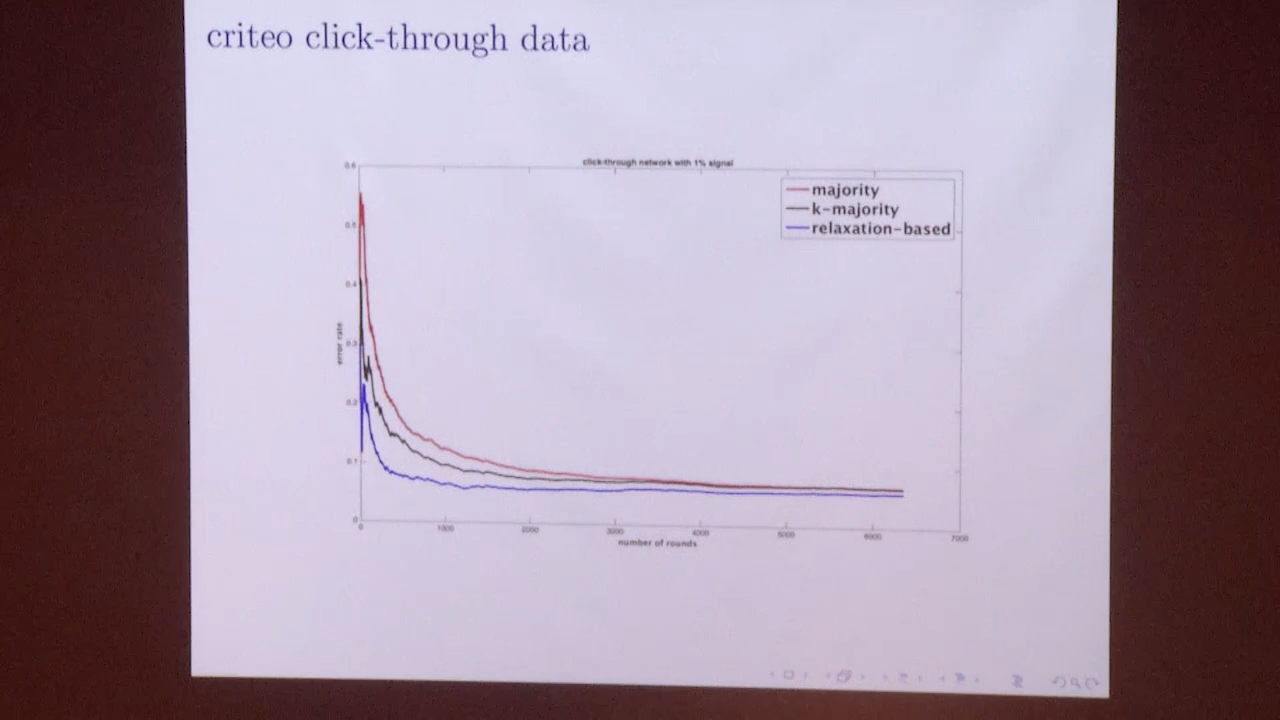 criteo click-through data
click-through network with 1% signal
majority
k-majority
relaxation-based
error rate
0.6
0.5
0.4
0.3
0.2
0.1
0
0
1000
2000
3000
4000
5000
6000
7000
number of rounds